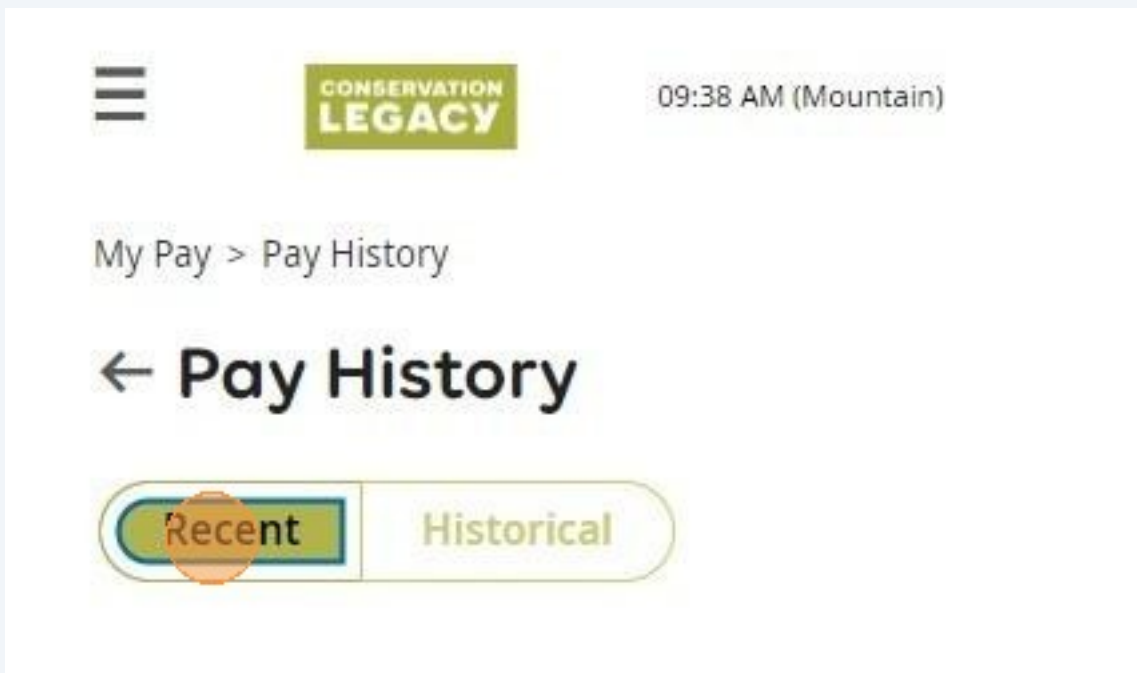 CONSERVATION
LEGACY
09:38 AM (Mountain)
My Pay > Pay History
← Pay History
Recent
Historical